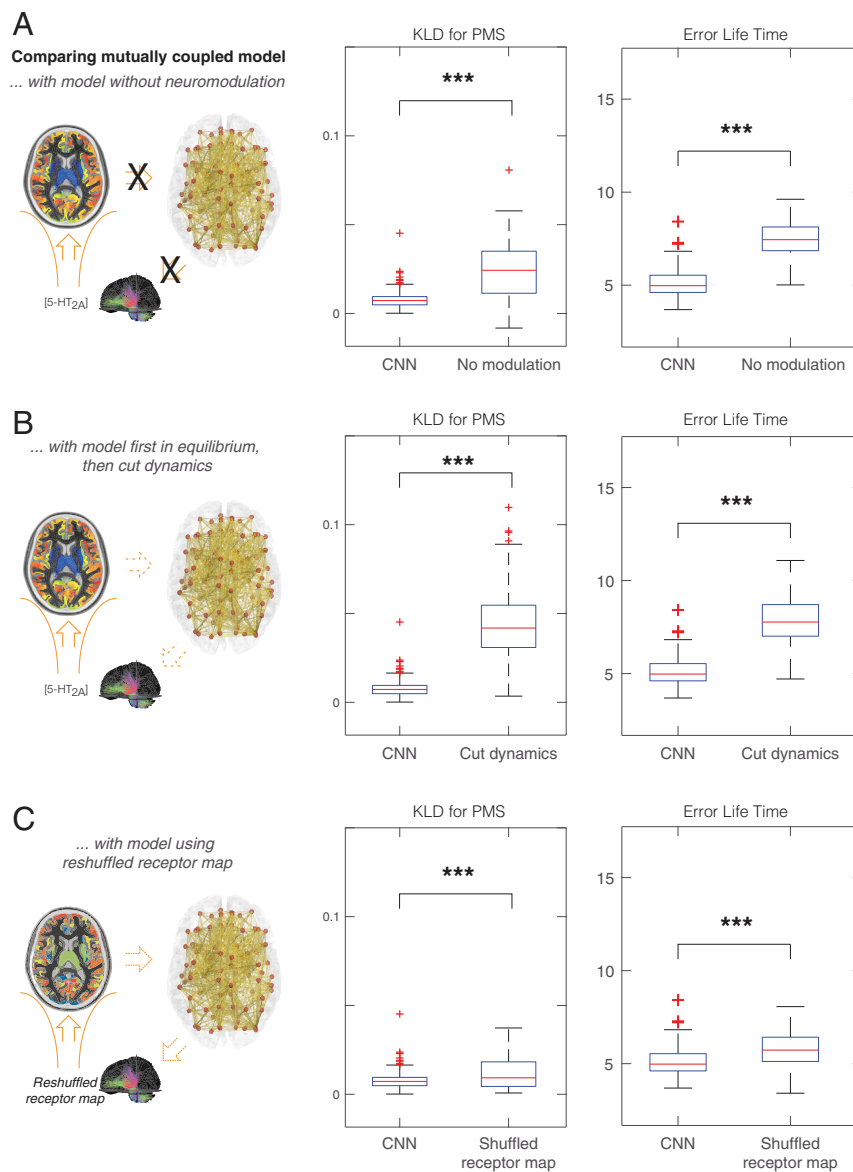 A
Comparing mutually coupled model
... with model without neuromodulation
X
X
[5-HT2A]
KLD for PMS
***
0.1
0
CNN No modulation
Error Life Time
***
15
10
5
CNN No modulation
B
... with model first in equilibrium,
then cut dynamics
[5-HT2A]
KLD for PMS
***
0.1
0
CNN Cut dynamics
Error Life Time
***
15
10
5
CNN Cut dynamics
C
... with model using
reshuffled receptor map
Reshuffled
receptor map
KLD for PMS
***
0.1
0
CNN Shuffled
receptor map
Error Life Time
***
15
10
5
CNN Shuffled
receptor map